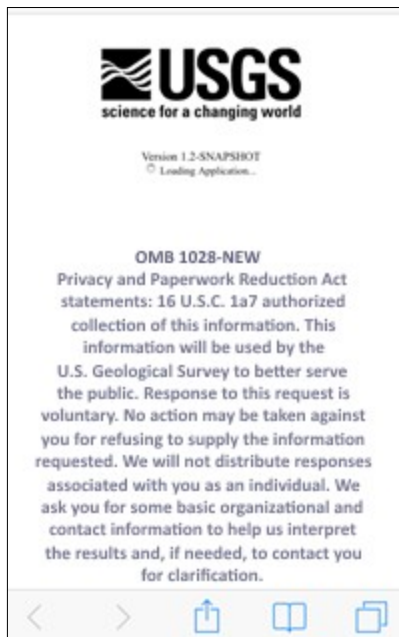 USGS
science for a changing world
Version 1.2-SNAPSHOT
Loading Application...
OMB 1028-NEW
Privacy and Paperwork Reduction Act
statements: 16 U.S.C. 1a7 authorized
collection of this information. This
information will be used by the
U.S. Geological Survey to better serve
the public. Response to this request is
voluntary. No action may be taken against
you for refusing to supply the information
requested. We will not distribute responses
associated with you as an individual. We
ask you for some basic organizational and
contact information to help us interpret
the results and, if needed, to contact you
for clarification.